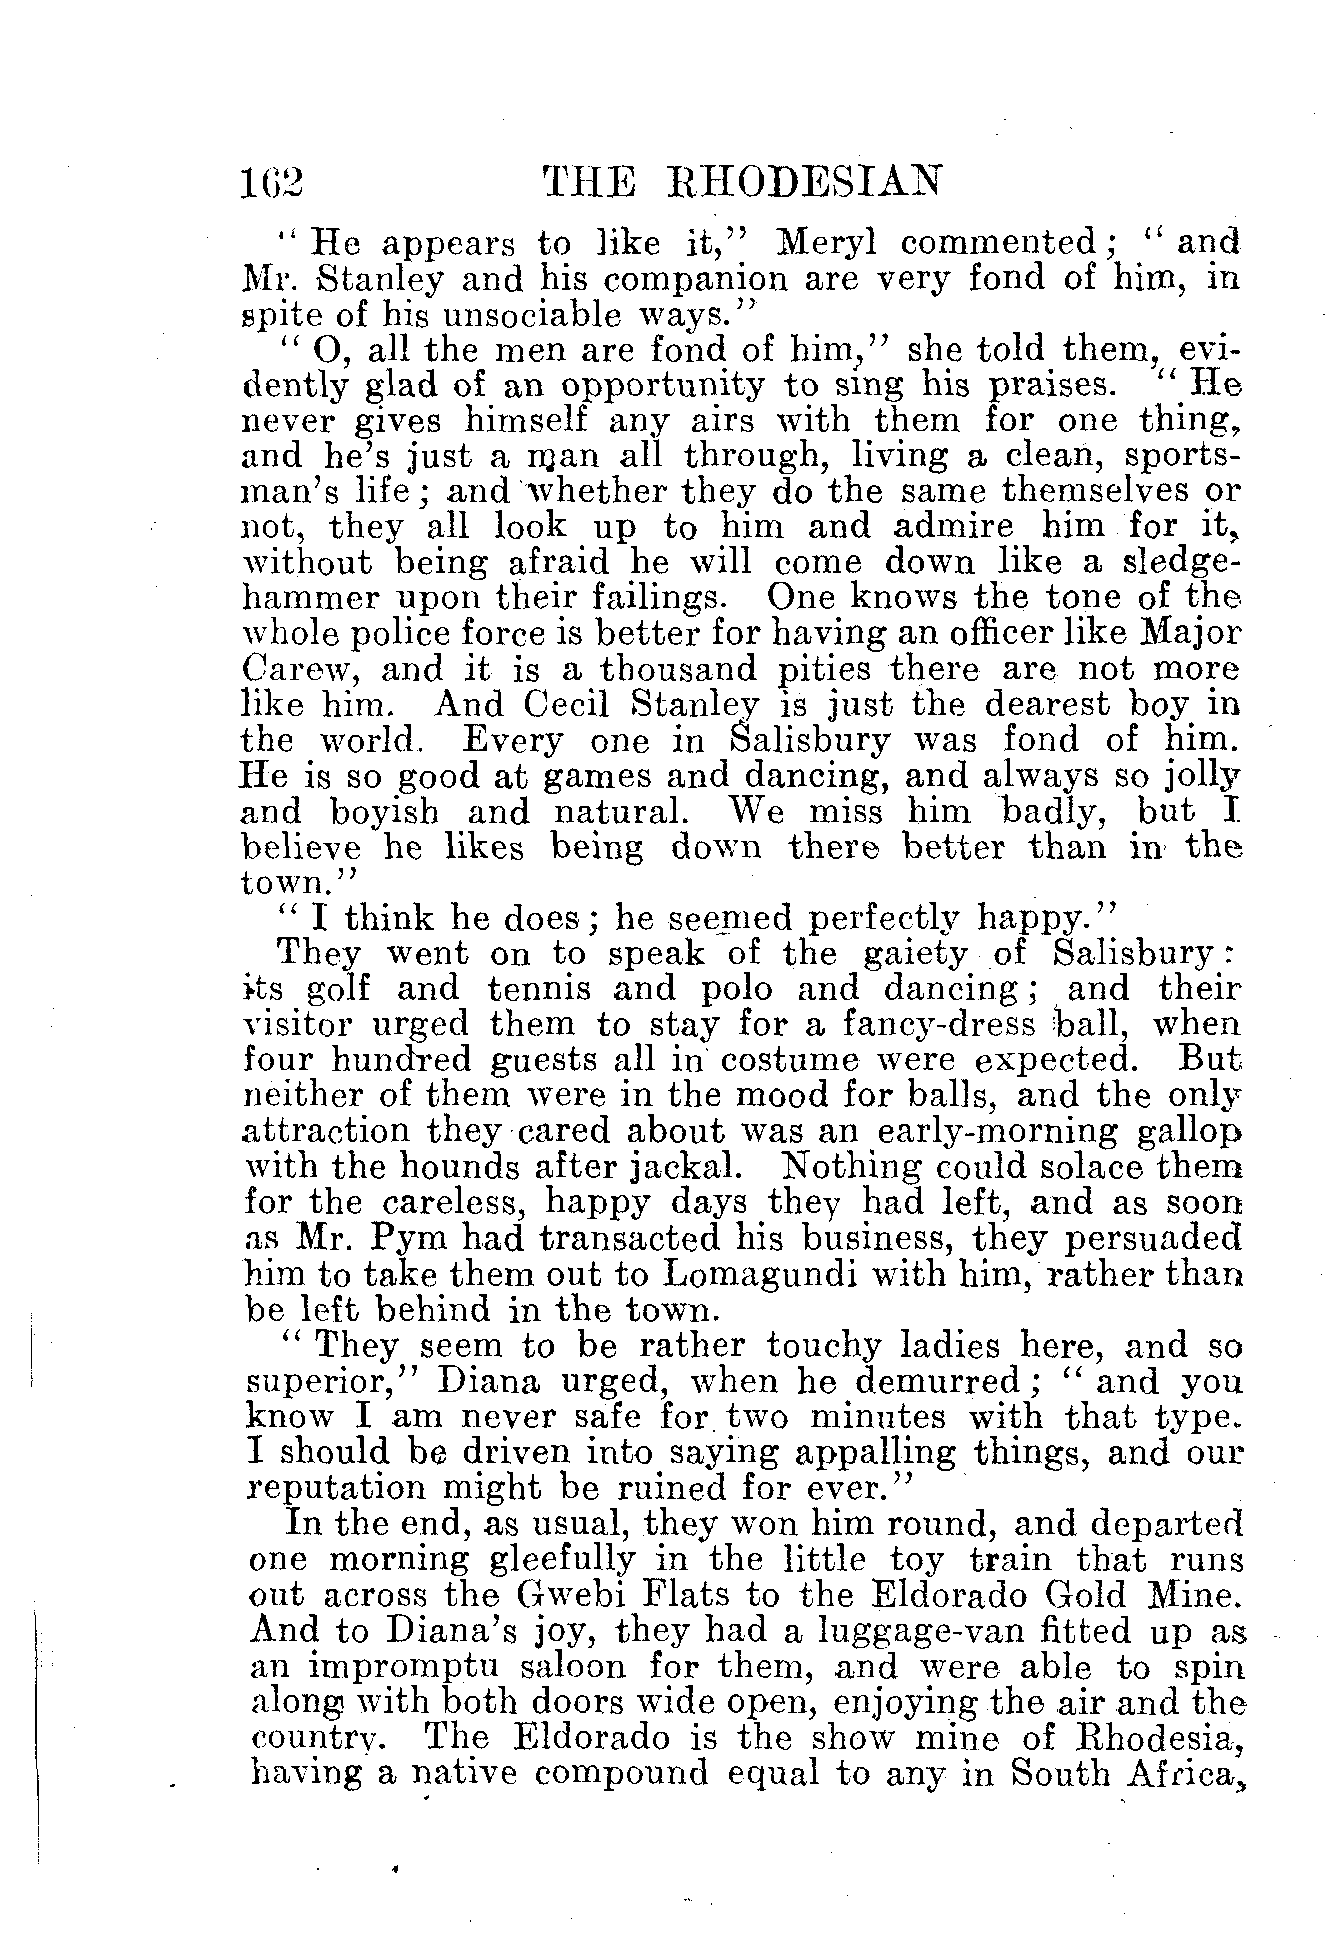 162 THE RHODESIAN
“ He appears to like it,” Meryl commented ; “ and
Mr. Stanley and his companion are very fond of him, in
spite of his unsociable ways.”
“ O, all the men are fond of him,” she told them, evi-
dently glad of an opportunity to sing his praises. “ He
never gives himself any airs with them for one thing,
and he’s just a man all through, living a clean, sports-
man’s life ; and whether they do the same themselves or
not, they all look up to him and admire him for it,
without being afraid he will come down like a sledge-
hammer upon their failings. One knows the tone of the
whole police force is better for having an officer like Major
Carew, and it is a thousand pities there are not more
like him. And Cecil Stanley is just the dearest boy in
the world. Every one in Salisbury was fond of him.
He is so good at games and dancing, and always so jolly
and boyish and natural. We miss him badly, but I
believe he likes being down there better than in the
town.”
“ I think he does ; he seemed perfectly happy.”
They went on to speak of the gaiety of Salisbury :
its golf and tennis and polo and dancing ; and their
visitor urged them to stay for a fancy-dress ball, when
four hundred guests all in costume were expected. But
neither of them were in the mood for balls, and the only
attraction they cared about was an early-morning gallop
with the hounds after jackal. Nothing could solace them
for the careless, happy days they had left, and as soon
as Mr. Pym had transacted his business, they persuaded
him to take them out to Lomagundi with him, rather than
be left behind in the town.
“ They seem to be rather touchy ladies here, and so
superior,” Diana urged, when he demurred ; “ and you
know I am never safe for two minutes with that type.
I should be driven into saying appalling things, and our
reputation might be ruined for ever.”
In the end, as usual, they won him round, and departed
one morning gleefully in the little toy train that runs
out across the Gwebi Flats to the Eldorado Gold Mine.
And to Diana’s joy, they had a luggage-van fitted up as
an impromptu saloon for them, and were able to spin
along with both doors wide open, enjoying the air and the
country. The Eldorado is the show mine of Rhodesia,
having a native compound equal to any in South Africa,